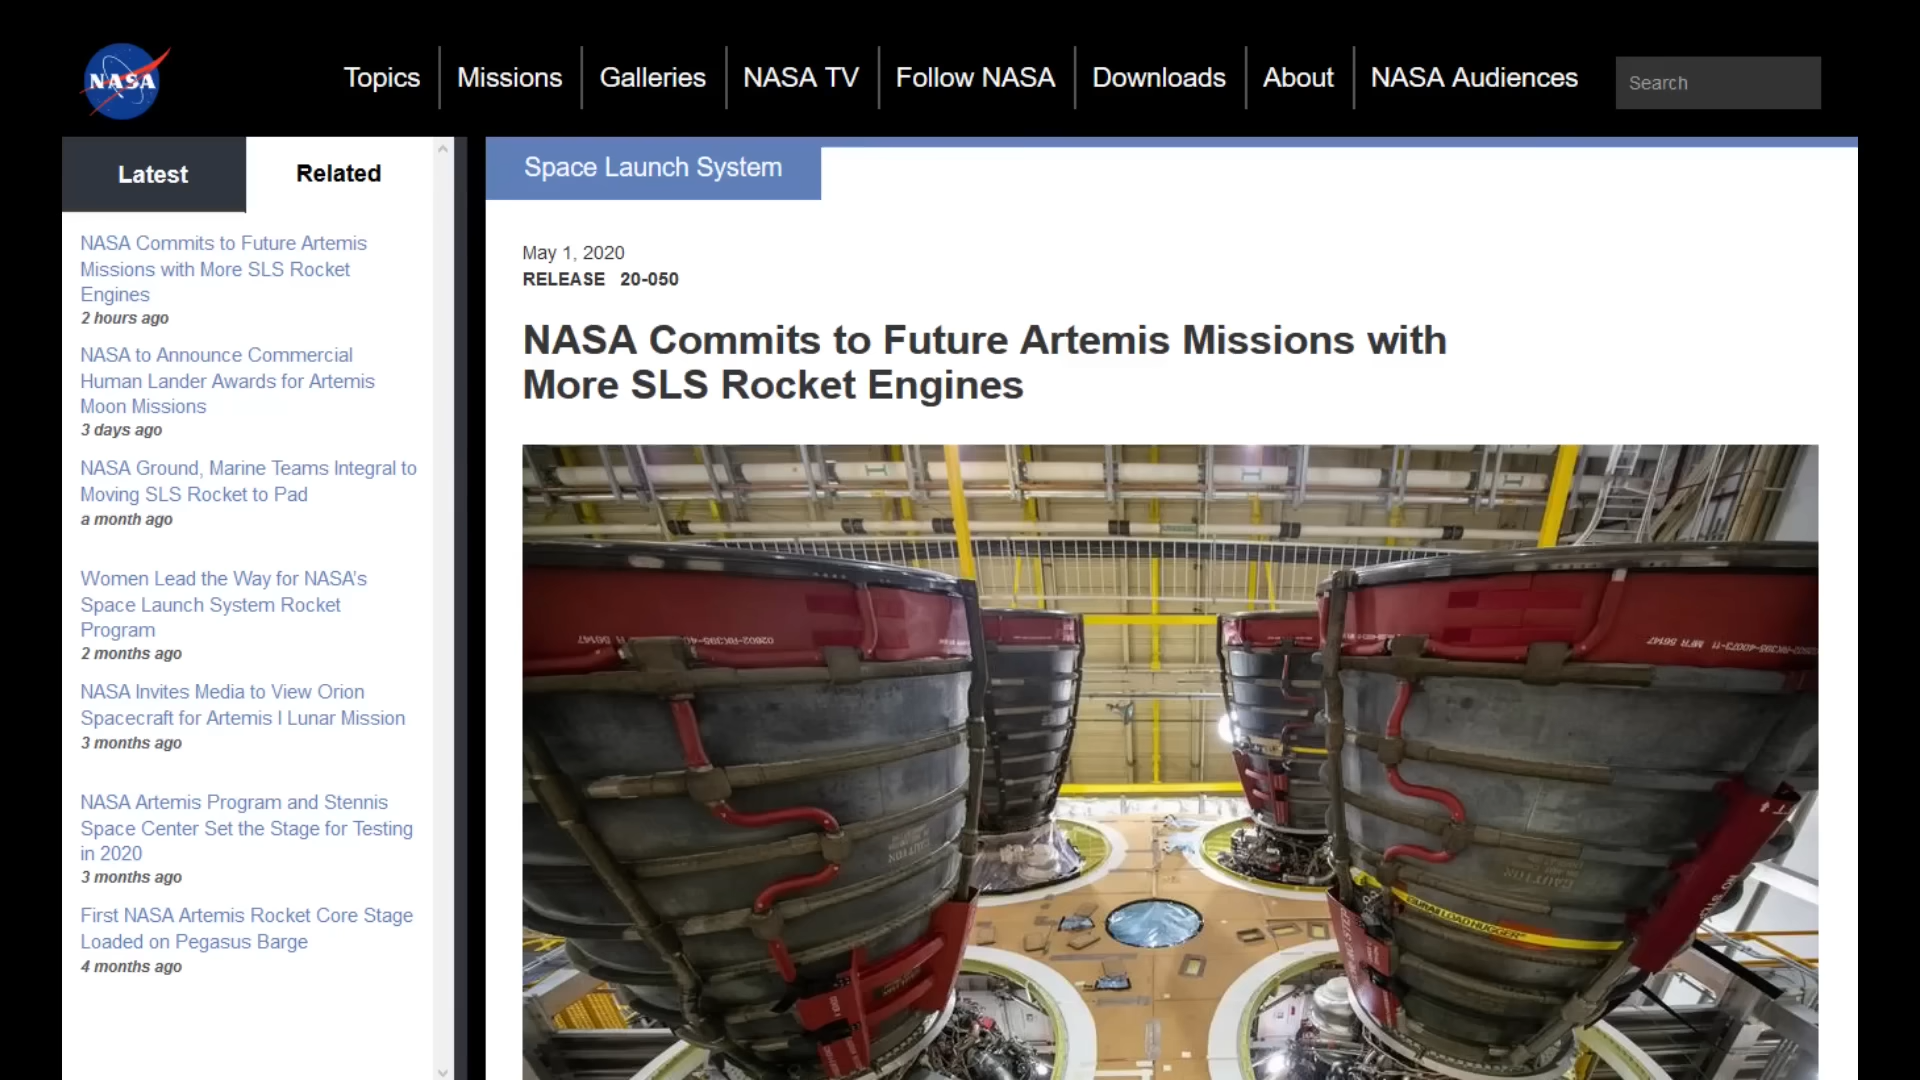 NASA
Topics
Missions
Galleries
NASA TV
Follow NASA
Downloads
About
NASA Audiences
Search
Latest
Related
NASA Commits to Future Artemis
Missions with More SLS Rocket
Engines
2 hours ago
NASA to Announce Commercial
Human Lander Awards for Artemis
Moon Missions
3 days ago
NASA Ground, Marine Teams Integral to
Moving SLS Rocket to Pad
a month ago
Women Lead the Way for NASA's
Space Launch System Rocket
Program
2 months ago
NASA Invites Media to View Orion
Spacecraft for Artemis I Lunar Mission
3 months ago
NASA Artemis Program and Stennis
Space Center Set the Stage for Testing
in 2020
3 months ago
First NASA Artemis Rocket Core Stage
Loaded on Pegasus Barge
4 months ago
Space Launch System
May 1, 2020
RELEASE 20-050
NASA Commits to Future Artemis Missions with
More SLS Rocket Engines
CAUTION
CAUTION